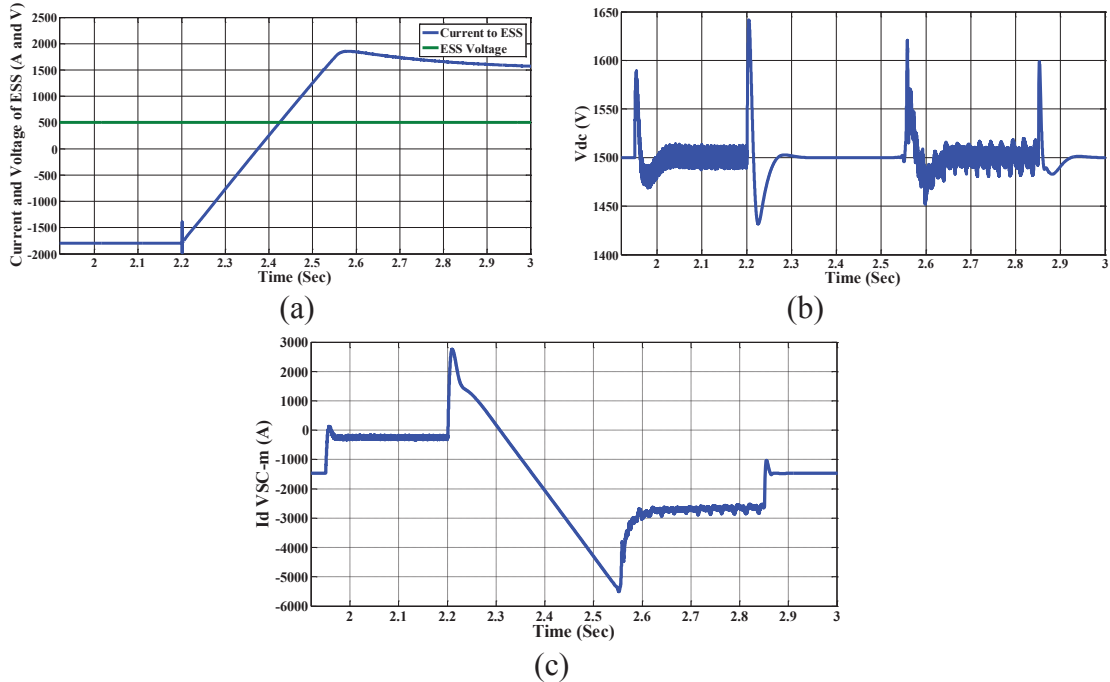 Current and Voltage of ESS (A and V)
2500
2000
1500
1000
500
0
-500
-1000
-1500
-2000
Current to ESS
ESS Voltage
2 2.1 2.2 2.3 2.4 2.5 2.6 2.7 2.8 2.9 3
Time (Sec)
(a)
Vdc (V)
1650
1600
1550
1500
1450
1400
2 2.1 2.2 2.3 2.4 2.5 2.6 2.7 2.8 2.9 3
Time (Sec)
(b)
Id VSC-m (A)
3000
2000
1000
0
-1000
-2000
-3000
-4000
-5000
-6000
2 2.1 2.2 2.3 2.4 2.5 2.6 2.7 2.8 2.9 3
Time (Sec)
(c)